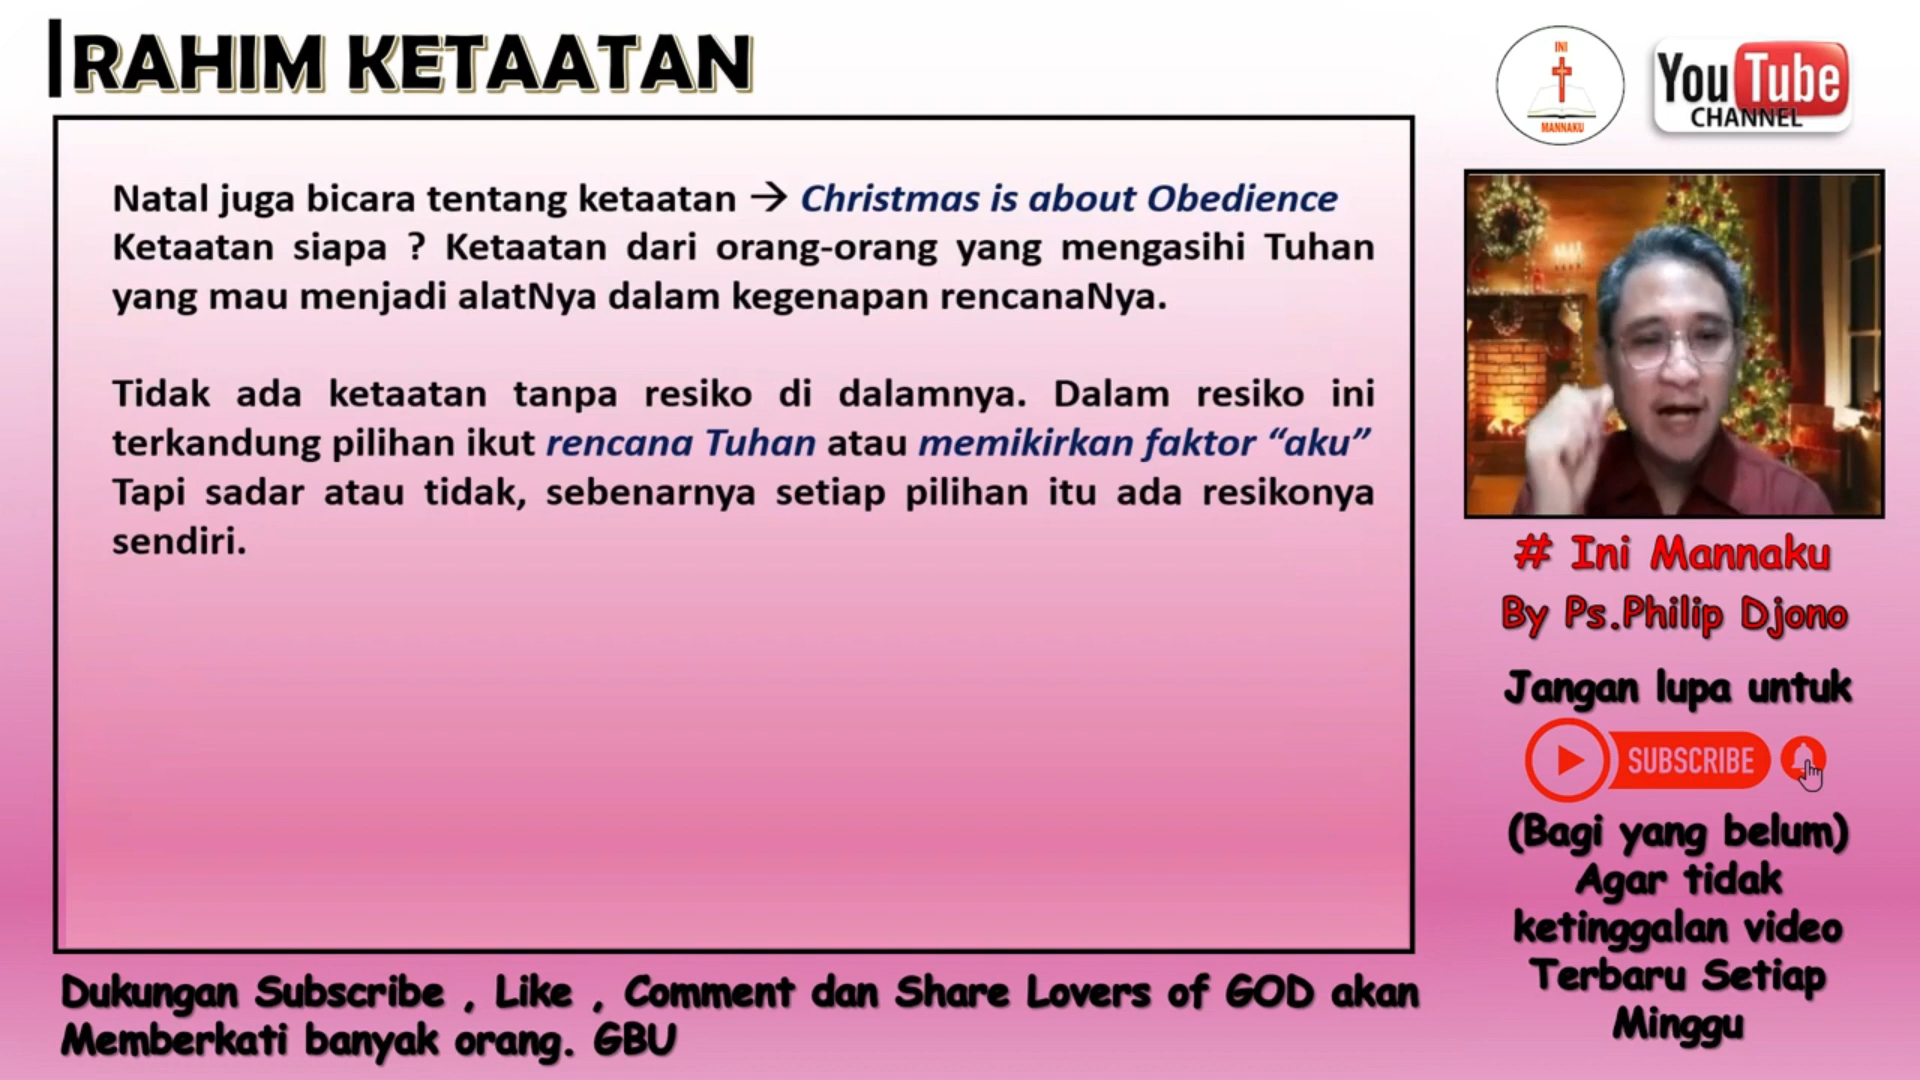 RAHIM KETAATAN
INI
MANNAKU
YouTube
CHANNEL
Natal juga bicara tentang ketaatan → Christmas is about Obedience
Ketaatan siapa ? Ketaatan dari orang-orang yang mengasihi Tuhan
yang mau menjadi alatNya dalam kegenapan rencanaNya.
Tidak ada ketaatan tanpa resiko di dalamnya. Dalam resiko ini
terkandung pilihan ikut rencana Tuhan atau memikirkan faktor “aku”
Tapi sadar atau tidak, sebenarnya setiap pilihan itu ada resikonya
sendiri.
# Ini Mannaku
By Ps.Philip Djono
Jangan lupa untuk
SUBSCRIBE
(Bagi yang belum)
Agar tidak
ketinggalan video
Terbaru Setiap
Minggu
Dukungan Subscribe , Like , Comment dan Share Lovers of GOD akan
Memberkati banyak orang. GBU